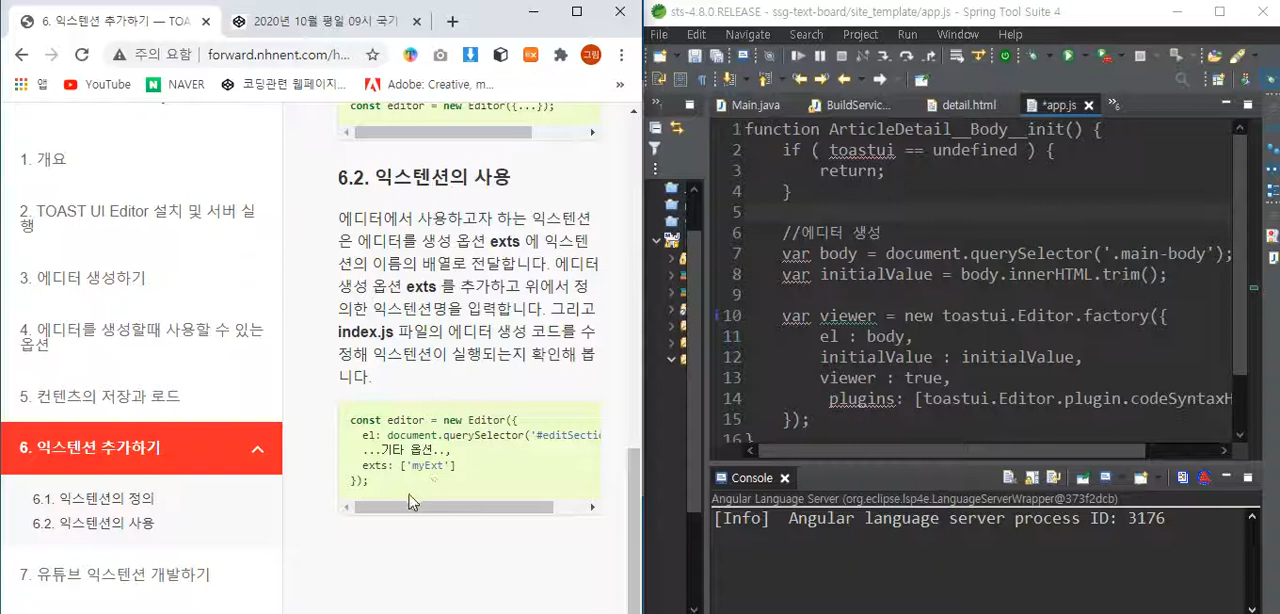 6. 익스텐션 추가하기 — TOA
2020년 10월 평일 09시 국기
주의 요함
forward.nhnent.com/h...
그림
앱
YouTube
NAVER
코딩관련 웹페이지...
Adobe: Creative, m...
»
1. 개요
2. TOAST UI Editor 설치 및 서버 실
행
3. 에디터 생성하기
4. 에디터를 생성할때 사용할 수 있는
옵션
5. 컨텐츠의 저장과 로드
6. 익스텐션 추가하기
6.1. 익스텐션의 정의
6.2. 익스텐션의 사용
7. 유튜브 익스텐션 개발하기
const editor = new Editor({...});
6.2. 익스텐션의 사용
에디터에서 사용하고자 하는 익스텐션
은 에디터를 생성 옵션 exts 에 익스텐
션의 이름의 배열로 전달합니다. 에디터
생성 옵션 exts 를 추가하고 위에서 정
의한 익스텐션명을 입력합니다. 그리고
index.js 파일의 에디터 생성 코드를 수
정해 익스텐션이 실행되는지 확인해 봅
니다.
const editor = new Editor({
el: document.querySelector('#editSectio
...기타 옵션..,
exts: ['myExt']
});
sts-4.8.0.RELEASE - ssg-text-board/site_template/app.js - Spring Tool Suite 4
File Edit Navigate Search Project Run Window Help
Main.java
BuildServic...
detail.html
*app.js
»6
1 function ArticleDetail__Body__init() {
2 if ( toastui == undefined ) {
3 return;
4 }
5
6 //에디터 생성
7 var body = document.querySelector('.main-body');
8 var initialValue = body.innerHTML.trim();
9
10 var viewer = new toastui.Editor.factory({
11 el : body,
12 initialValue : initialValue,
13 viewer : true,
14 plugins: [toastui.Editor.plugin.codeSyntaxH
15 });
16 }
Console
Angular Language Server (org.eclipse.lsp4e.LanguageServerWrapper@373f2dcb)
[Info] Angular language server process ID: 3176